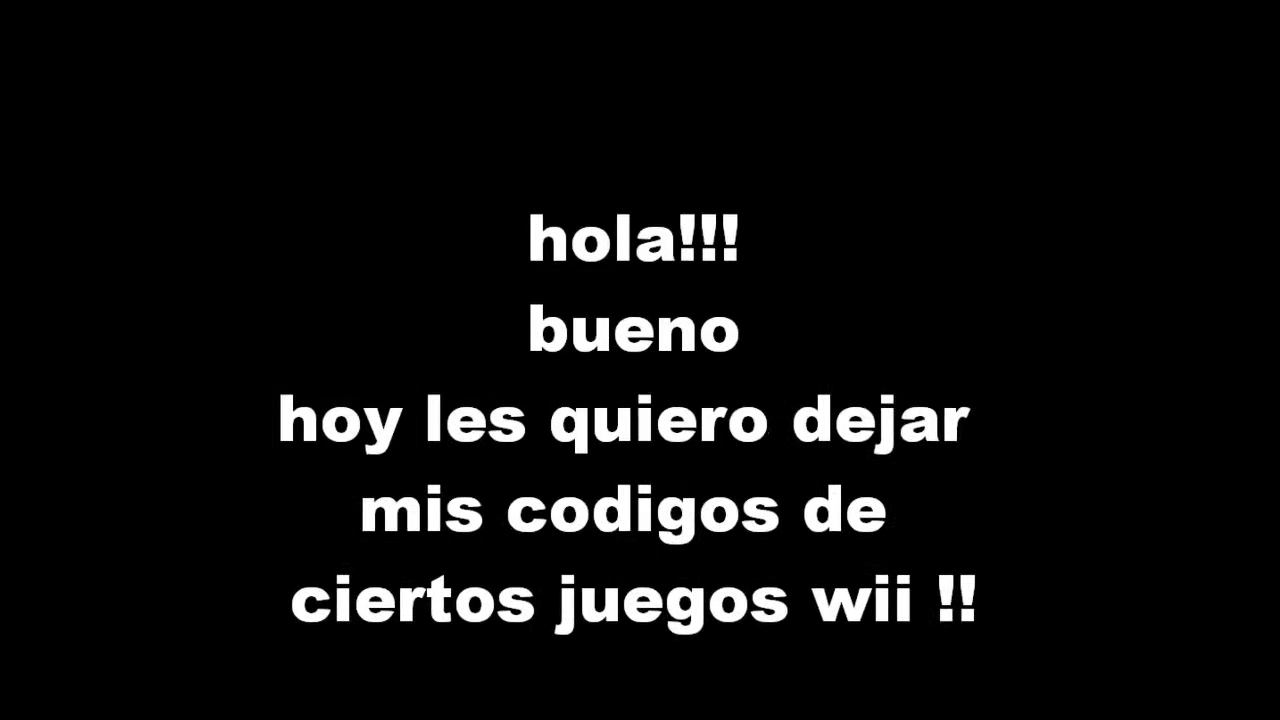 hola!!!
bueno
hoy les quiero dejar
mis codigos de
ciertos juegos wii !!